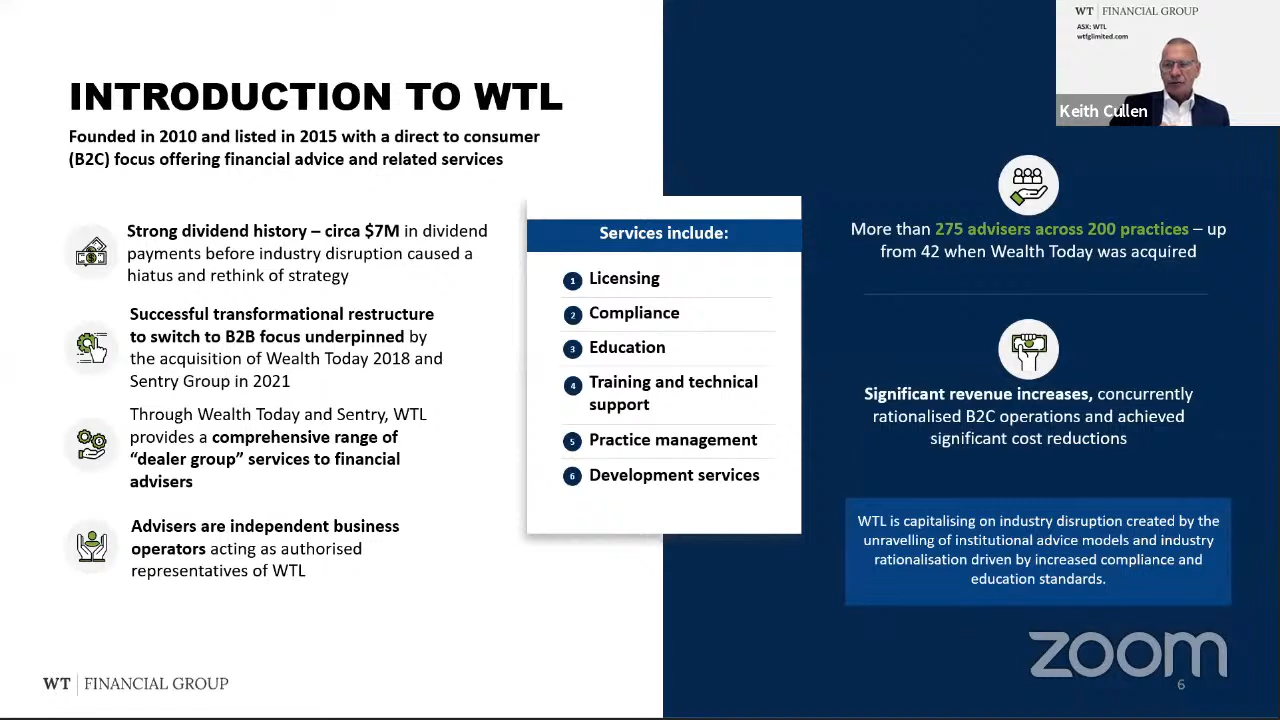 INTRODUCTION TO WTL
Founded in 2010 and listed in 2015 with a direct to consumer
(B2C) focus offering financial advice and related services
Strong dividend history – circa $7M in dividend
payments before industry disruption caused a
hiatus and rethink of strategy
Successful transformational restructure
to switch to B2B focus underpinned by
the acquisition of Wealth Today 2018 and
Sentry Group in 2021
Through Wealth Today and Sentry, WTL
provides a comprehensive range of
“dealer group” services to financial
advisers
Advisers are independent business
operators acting as authorised
representatives of WTL
WT | FINANCIAL GROUP
Services include:
1 Licensing
2 Compliance
3 Education
4 Training and technical
support
5 Practice management
6 Development services
WT | FINANCIAL GROUP
ASX: WTL
wtfglimited.com
Keith Cullen
More than 275 advisers across 200 practices – up
from 42 when Wealth Today was acquired
Significant revenue increases, concurrently
rationalised B2C operations and achieved
significant cost reductions
WTL is capitalising on industry disruption created by the
unravelling of institutional advice models and industry
rationalisation driven by increased compliance and
education standards.
zoom
6